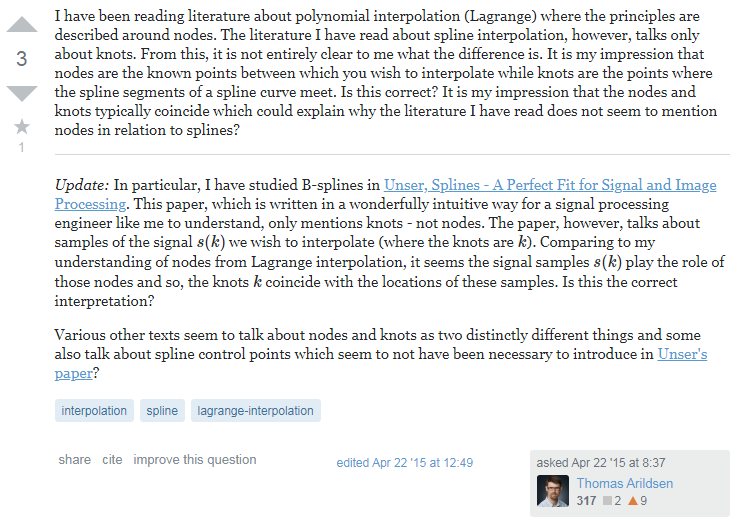 I have been reading literature about polynomial interpolation (Lagrange) where the principles are
described around nodes. The literature I have read about spline interpolation, however, talks only
about knots. From this, it is not entirely clear to me what the difference is. It is my impression that
3
nodes are the known points between which you wish to interpolate while knots are the points where
the spline segments of a spline curve meet. Is this correct? It is my impression that the nodes and
knots typically coincide which could explain why the literature I have read does not seem to mention
nodes in relation to splines?
1
Update: In particular, I have studied B-splines in Unser, Splines - A Perfect Fit for Signal and Image
Processing. This paper, which is written in a wonderfully intuitive way for a signal processing
engineer like me to understand, only mentions knots - not nodes. The paper, however, talks about
samples of the signal s(k) we wish to interpolate (where the knots are k). Comparing to my
understanding of nodes from Lagrange interpolation, it seems the signal samples s(k) play the role of
those nodes and so, the knots k coincide with the locations of these samples. Is this the correct
interpretation?
Various other texts seem to talk about nodes and knots as two distinctly different things and some
also talk about spline control points which seem to not have been necessary to introduce in Unser's
paper?
interpolation spline lagrange-interpolation
share cite improve this question edited Apr 22 '15 at 12:49 asked Apr 22 '15 at 8:37
Thomas Arildsen
317 2 9